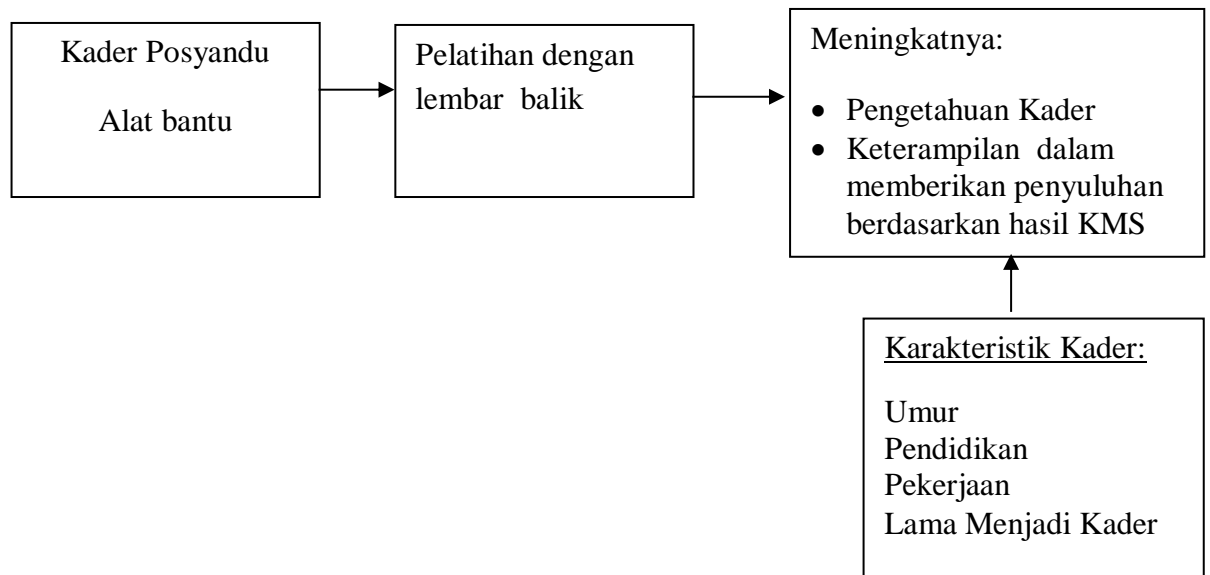 Kader Posyandu
Alat bantu
Pelatihan dengan
lembar balik
Meningkatnya:
• Pengetahuan Kader
• Keterampilan dalam
memberikan penyuluhan
berdasarkan hasil KMS
Karakteristik Kader:
Umur
Pendidikan
Pekerjaan
Lama Menjadi Kader